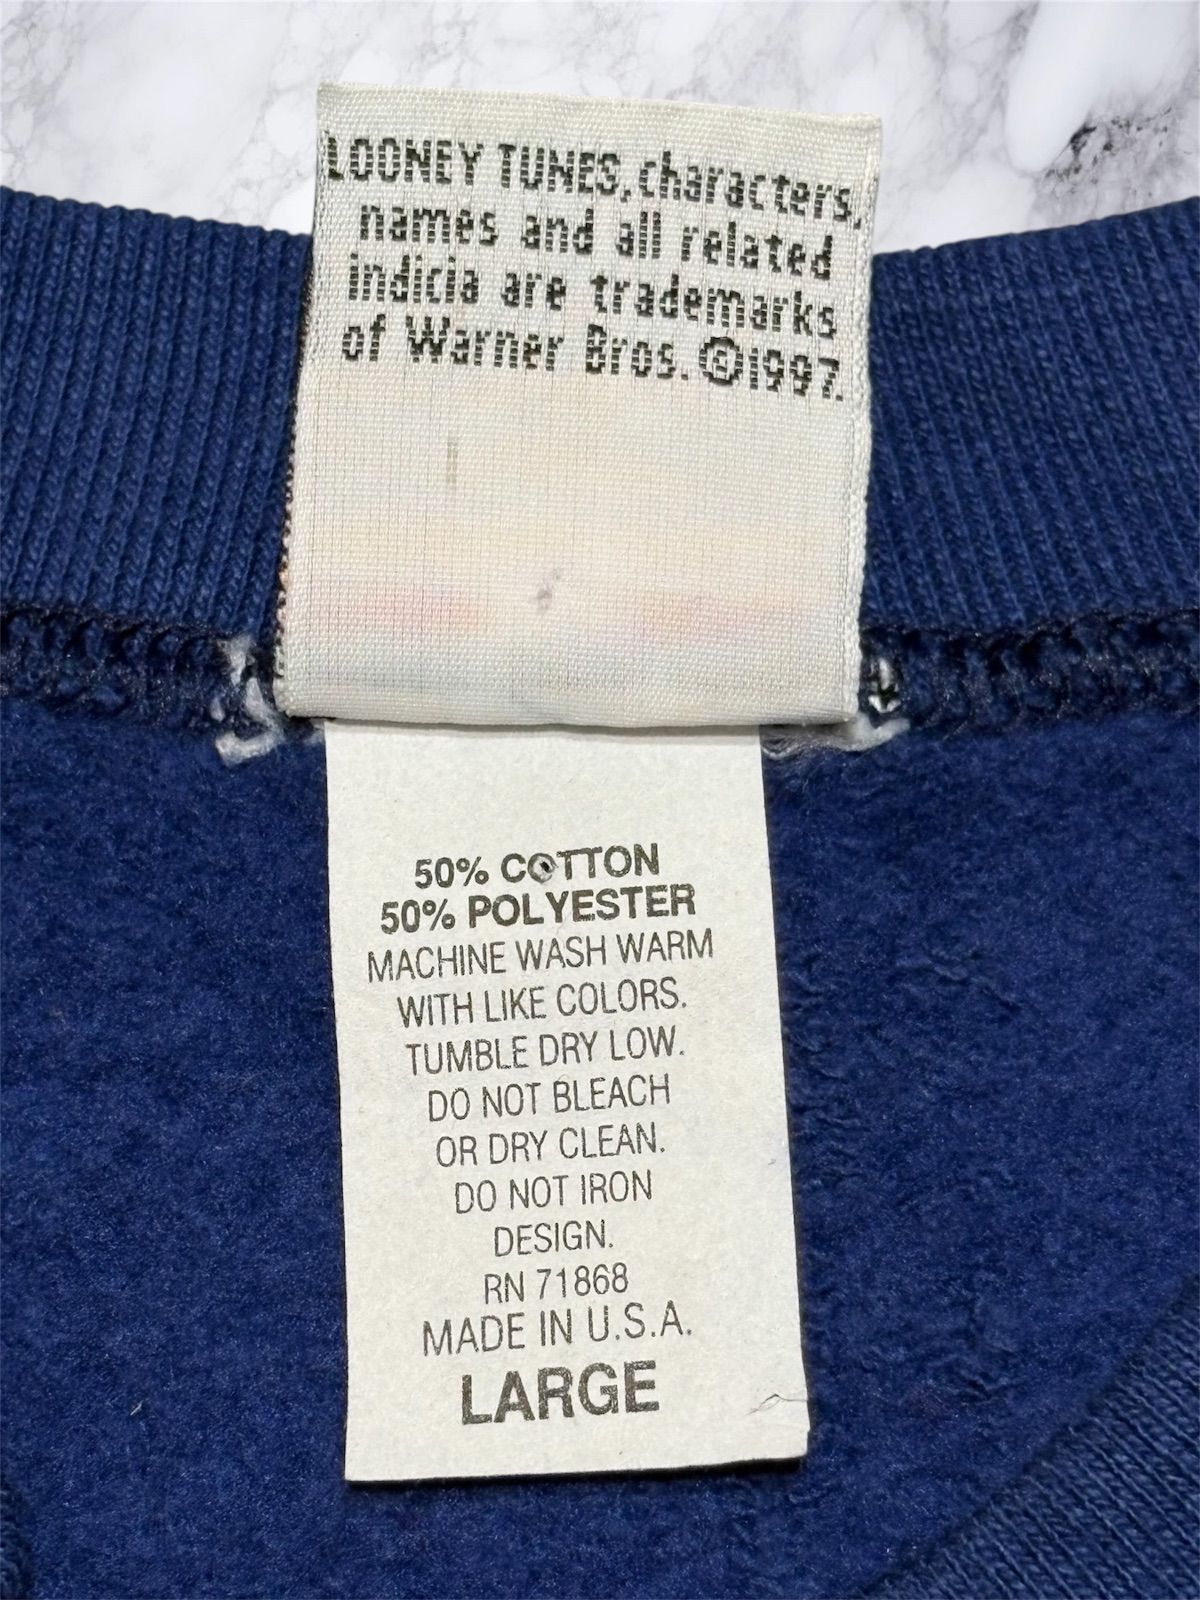 LOONEY TUNES, characters,
names and all related
indicia are trademarks
of Warner Bros. ©1997.
50% COTTON
50% POLYESTER
MACHINE WASH WARM
WITH LIKE COLORS.
TUMBLE DRY LOW.
DO NOT BLEACH
OR DRY CLEAN.
DO NOT IRON
DESIGN.
RN 71868
MADE IN U.S.A.
LARGE